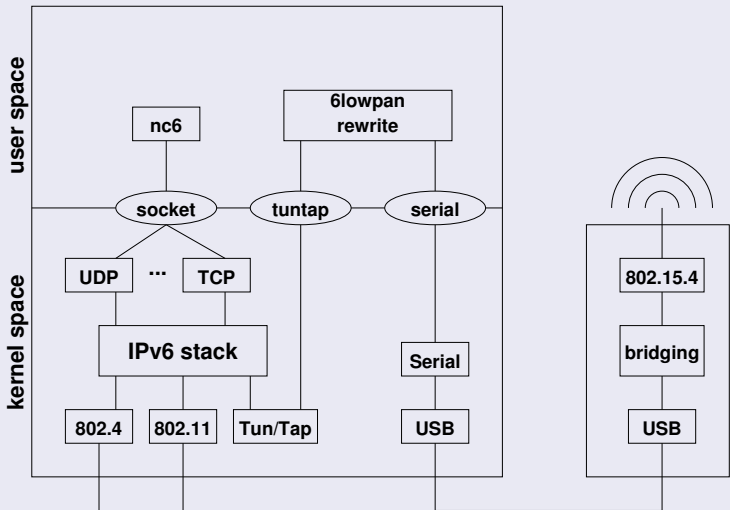 user space
6lowpan
rewrite
nc6
socket
tuntap
serial
kernel space
UDP
...
TCP
802.15.4
IPv6 stack
Serial
bridging
802.4
802.11
Tun/Tap
USB
USB